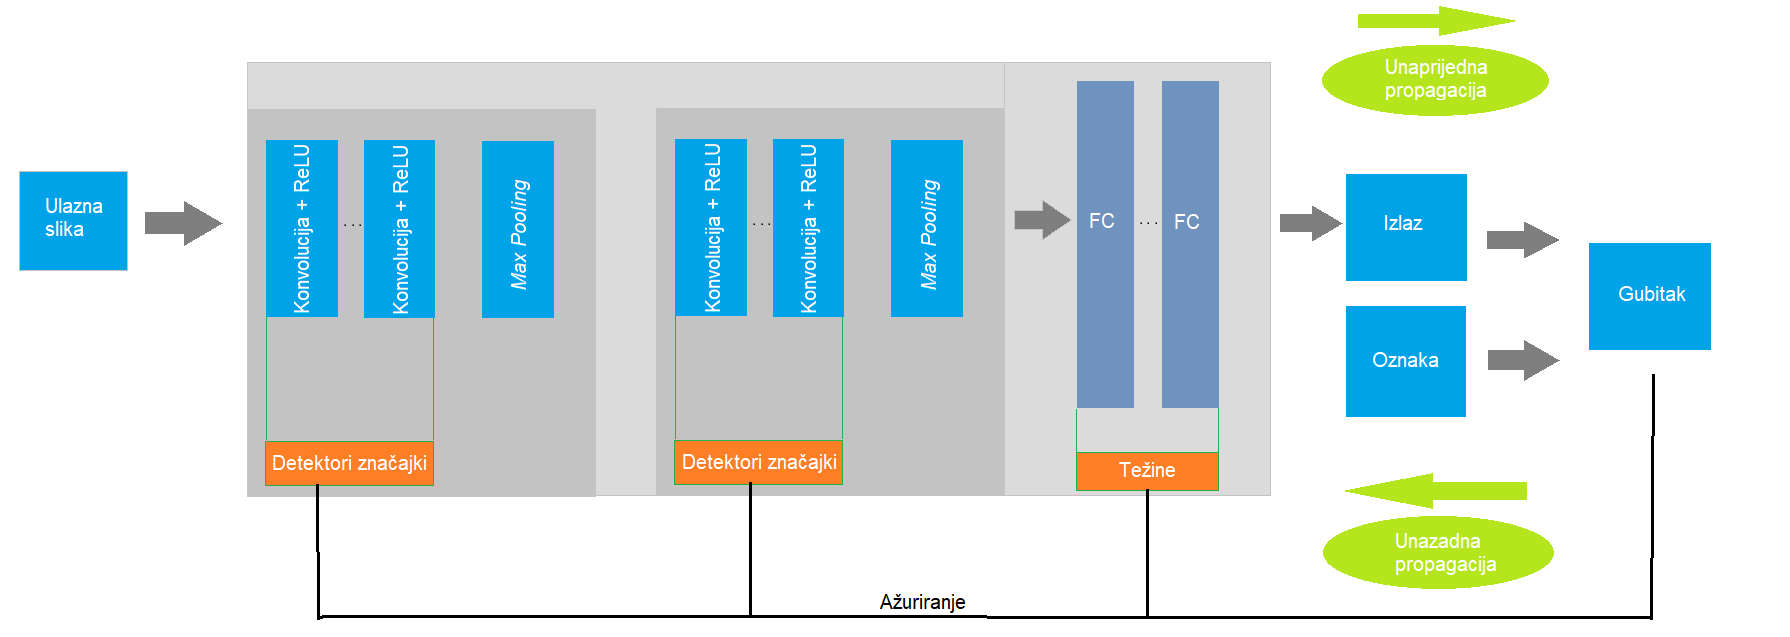 Unaprijedna
propagacija
Ulazna
slika
Konvolucija + ReLU
...
Konvolucija + ReLU
Max Pooling
Konvolucija + ReLU
...
Konvolucija + ReLU
Max Pooling
FC
...
FC
Izlaz
Oznaka
Gubitak
Detektori značajki
Detektori značajki
Težine
Unazadna
propagacija
Ažuriranje